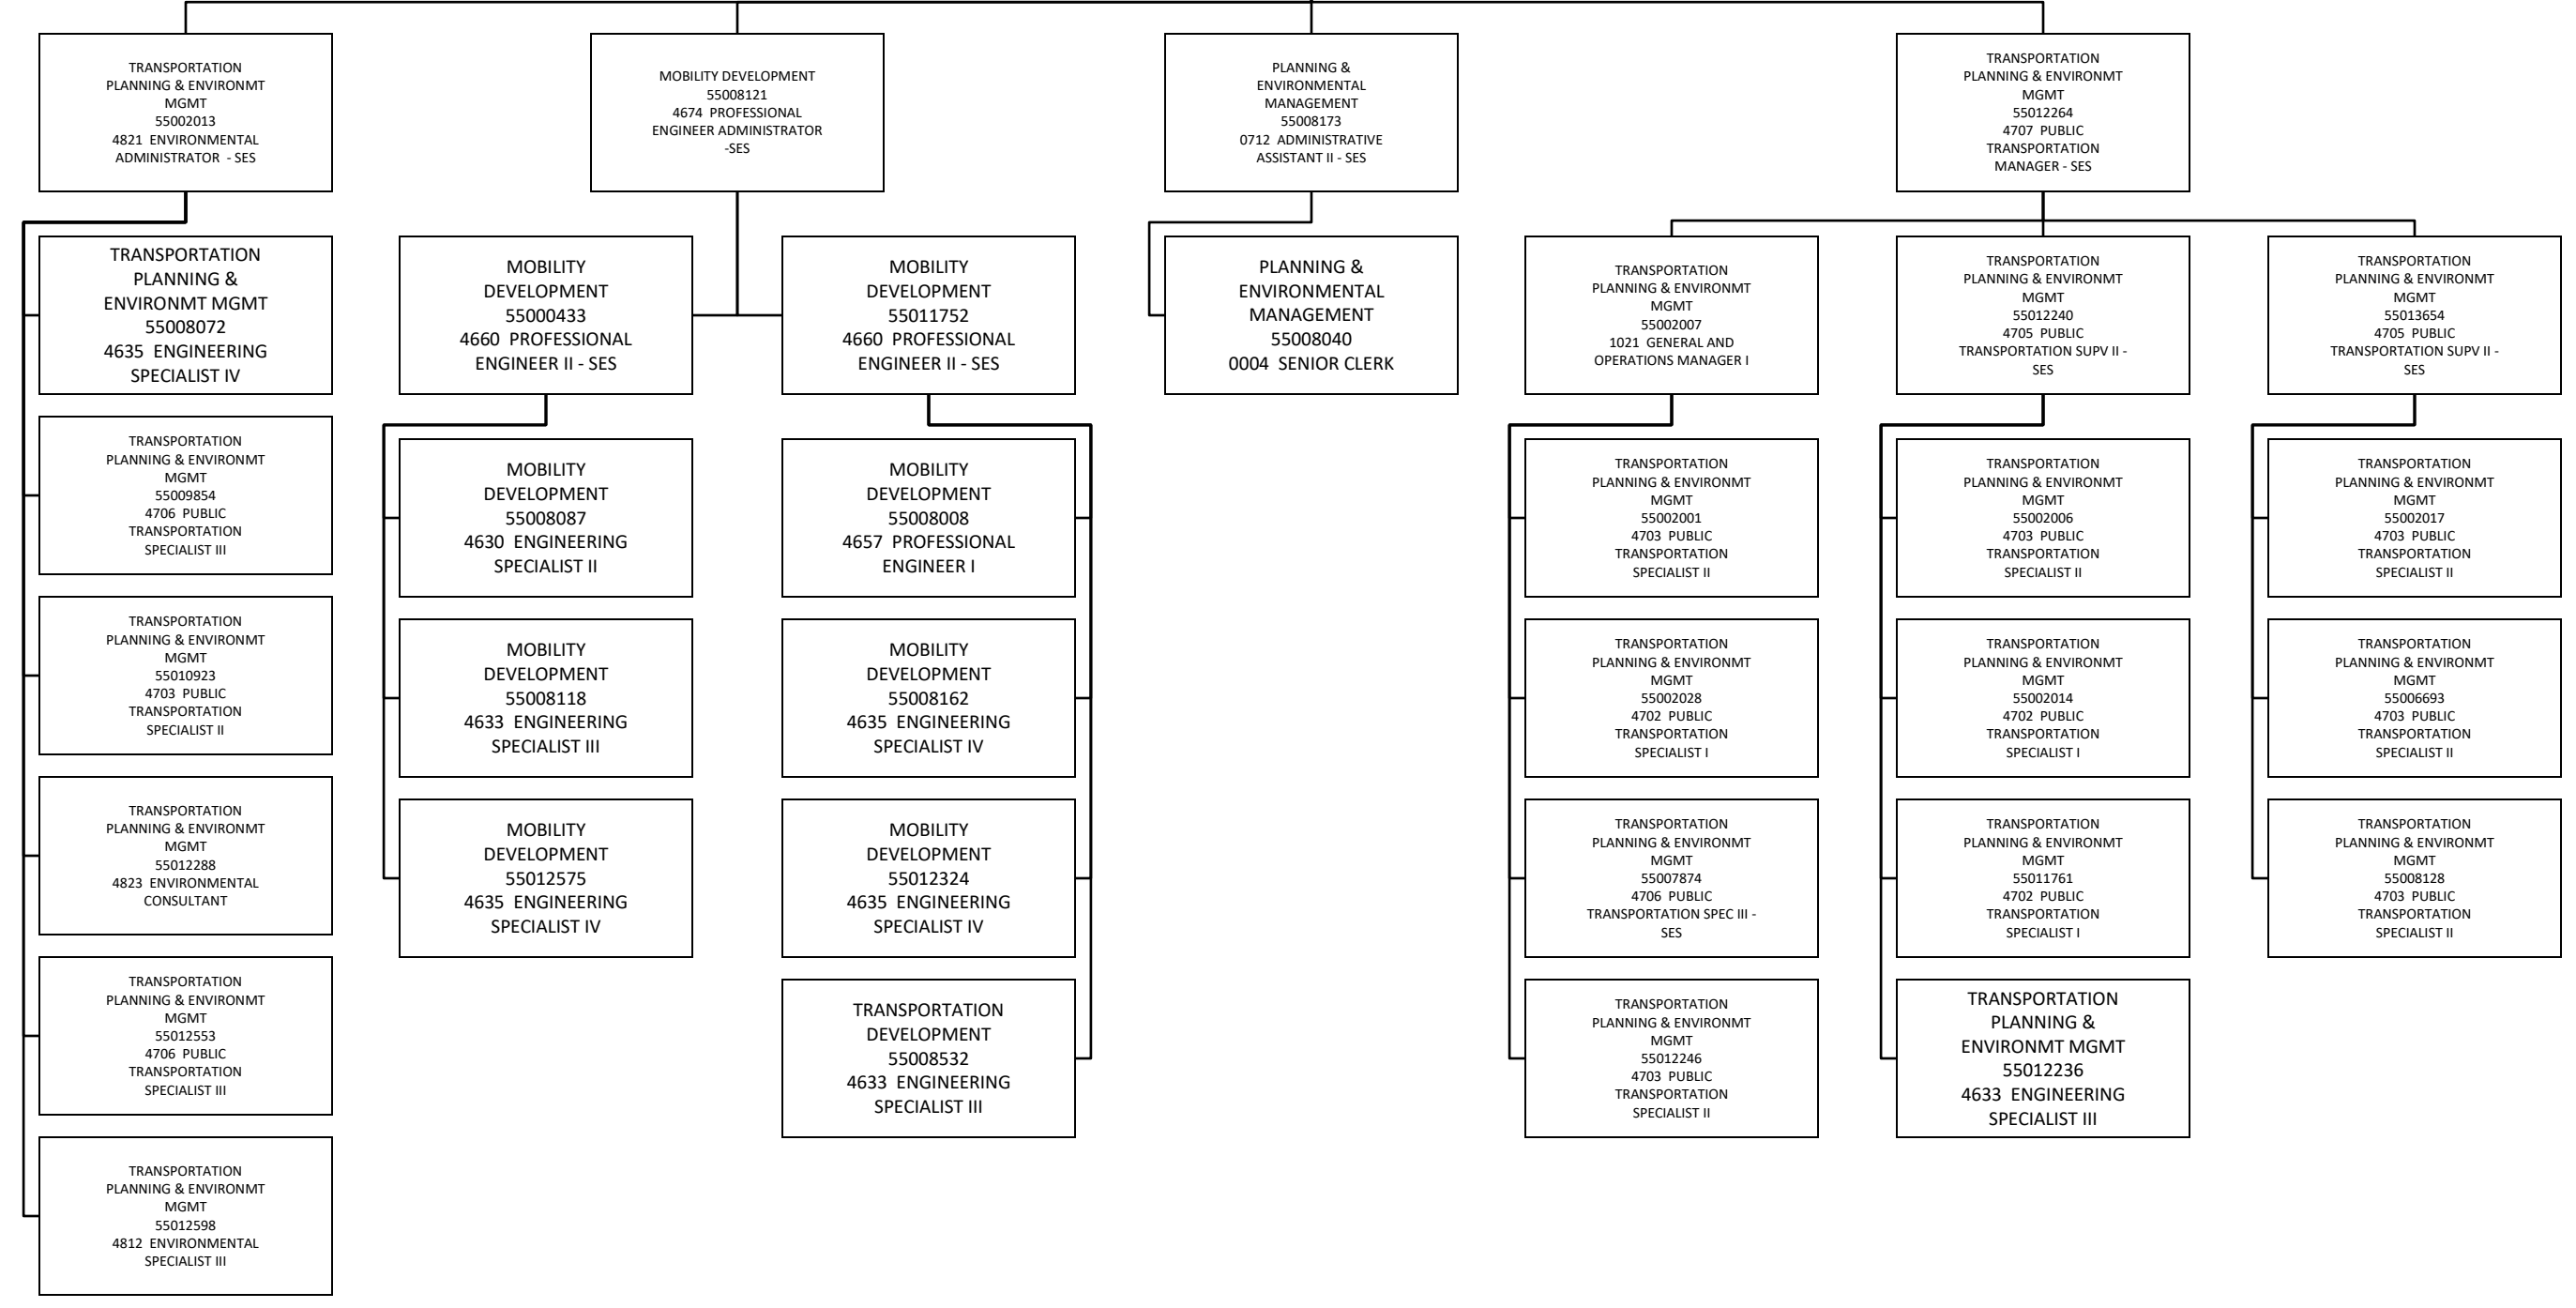 TRANSPORTATION
PLANNING & ENVIRONMT
MGMT
55002013
4821  ENVIRONMENTAL
ADMINISTRATOR  - SES
MOBILITY DEVELOPMENT
55008121
4674  PROFESSIONAL
ENGINEER ADMINISTRATOR
-SES
PLANNING &
ENVIRONMENTAL
MANAGEMENT
55008173
0712  ADMINISTRATIVE
ASSISTANT II - SES
TRANSPORTATION
PLANNING & ENVIRONMT
MGMT
55012264
4707  PUBLIC
TRANSPORTATION
MANAGER - SES
TRANSPORTATION
PLANNING &
ENVIRONMT MGMT
55008072
4635  ENGINEERING
SPECIALIST IV
MOBILITY
DEVELOPMENT
55000433
4660  PROFESSIONAL
ENGINEER II - SES
MOBILITY
DEVELOPMENT
55011752
4660  PROFESSIONAL
ENGINEER II - SES
PLANNING &
ENVIRONMENTAL
MANAGEMENT
55008040
0004  SENIOR CLERK
TRANSPORTATION
PLANNING & ENVIRONMT
MGMT
55002007
1021  GENERAL AND
OPERATIONS MANAGER I
TRANSPORTATION
PLANNING & ENVIRONMT
MGMT
55012240
4705  PUBLIC
TRANSPORTATION SUPV II -
SES
TRANSPORTATION
PLANNING & ENVIRONMT
MGMT
55013654
4705  PUBLIC
TRANSPORTATION SUPV II -
SES
TRANSPORTATION
PLANNING & ENVIRONMT
MGMT
55009854
4706  PUBLIC
TRANSPORTATION
SPECIALIST III
MOBILITY
DEVELOPMENT
55008087
4630  ENGINEERING
SPECIALIST II
MOBILITY
DEVELOPMENT
55008008
4657  PROFESSIONAL
ENGINEER I
TRANSPORTATION
PLANNING & ENVIRONMT
MGMT
55002001
4703  PUBLIC
TRANSPORTATION
SPECIALIST II
TRANSPORTATION
PLANNING & ENVIRONMT
MGMT
55002006
4703  PUBLIC
TRANSPORTATION
SPECIALIST II
TRANSPORTATION
PLANNING & ENVIRONMT
MGMT
55002017
4703  PUBLIC
TRANSPORTATION
SPECIALIST II
TRANSPORTATION
PLANNING & ENVIRONMT
MGMT
55010923
4703  PUBLIC
TRANSPORTATION
SPECIALIST II
MOBILITY
DEVELOPMENT
55008118
4633  ENGINEERING
SPECIALIST III
MOBILITY
DEVELOPMENT
55008162
4635  ENGINEERING
SPECIALIST IV
TRANSPORTATION
PLANNING & ENVIRONMT
MGMT
55002028
4702  PUBLIC
TRANSPORTATION
SPECIALIST I
TRANSPORTATION
PLANNING & ENVIRONMT
MGMT
55002014
4702  PUBLIC
TRANSPORTATION
SPECIALIST I
TRANSPORTATION
PLANNING & ENVIRONMT
MGMT
55006693
4703  PUBLIC
TRANSPORTATION
SPECIALIST II
TRANSPORTATION
PLANNING & ENVIRONMT
MGMT
55012288
4823  ENVIRONMENTAL
CONSULTANT
MOBILITY
DEVELOPMENT
55012575
4635  ENGINEERING
SPECIALIST IV
MOBILITY
DEVELOPMENT
55012324
4635  ENGINEERING
SPECIALIST IV
TRANSPORTATION
PLANNING & ENVIRONMT
MGMT
55007874
4706  PUBLIC
TRANSPORTATION SPEC III -
SES
TRANSPORTATION
PLANNING & ENVIRONMT
MGMT
55011761
4702  PUBLIC
TRANSPORTATION
SPECIALIST I
TRANSPORTATION
PLANNING & ENVIRONMT
MGMT
55008128
4703  PUBLIC
TRANSPORTATION
SPECIALIST II
TRANSPORTATION
PLANNING & ENVIRONMT
MGMT
55012553
4706  PUBLIC
TRANSPORTATION
SPECIALIST III
TRANSPORTATION
DEVELOPMENT
55008532
4633  ENGINEERING
SPECIALIST III
TRANSPORTATION
PLANNING & ENVIRONMT
MGMT
55012246
4703  PUBLIC
TRANSPORTATION
SPECIALIST II
TRANSPORTATION
PLANNING &
ENVIRONMT MGMT
55012236
4633  ENGINEERING
SPECIALIST III
TRANSPORTATION
PLANNING & ENVIRONMT
MGMT
55012598
4812  ENVIRONMENTAL
SPECIALIST III